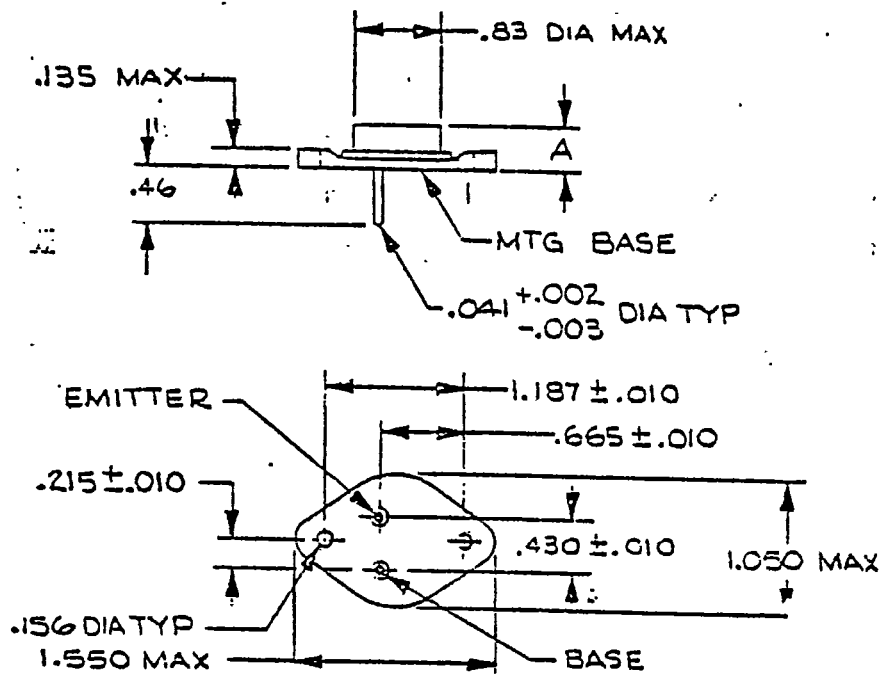 .83 DIA MAX
.135 MAX
A
.46
MTG BASE
.041 +.002 -.003 DIA TYP
EMITTER
1.187 ± .010
.665 ± .010
.215 ± .010
.430 ± .010
1.050 MAX
.156 DIA TYP
1.550 MAX
BASE